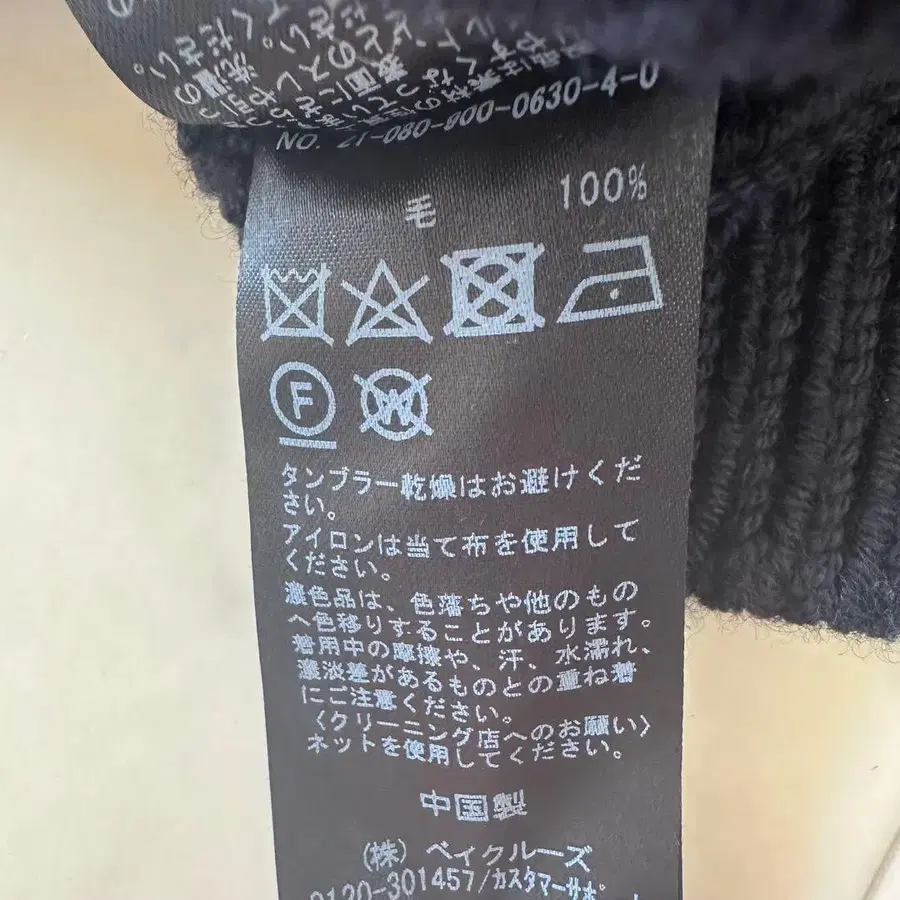 NO. 21-080-900-0630-4-0
毛 100%
F
W
タンブラー乾燥はお避けくだ
さい。
アイロンは当て布を使用して
ください。
濃色品は、色落ちや他のもの
へ色移りすることがあります。
着用中の摩擦や、汗、水濡れ、
濃淡差があるものとの重ね着
にご注意ください。
〈クリーニング店へのお願い〉
ネットを使用してください。
中国製
(株) ベイクルーズ
0120-301457/カスタマーサポート